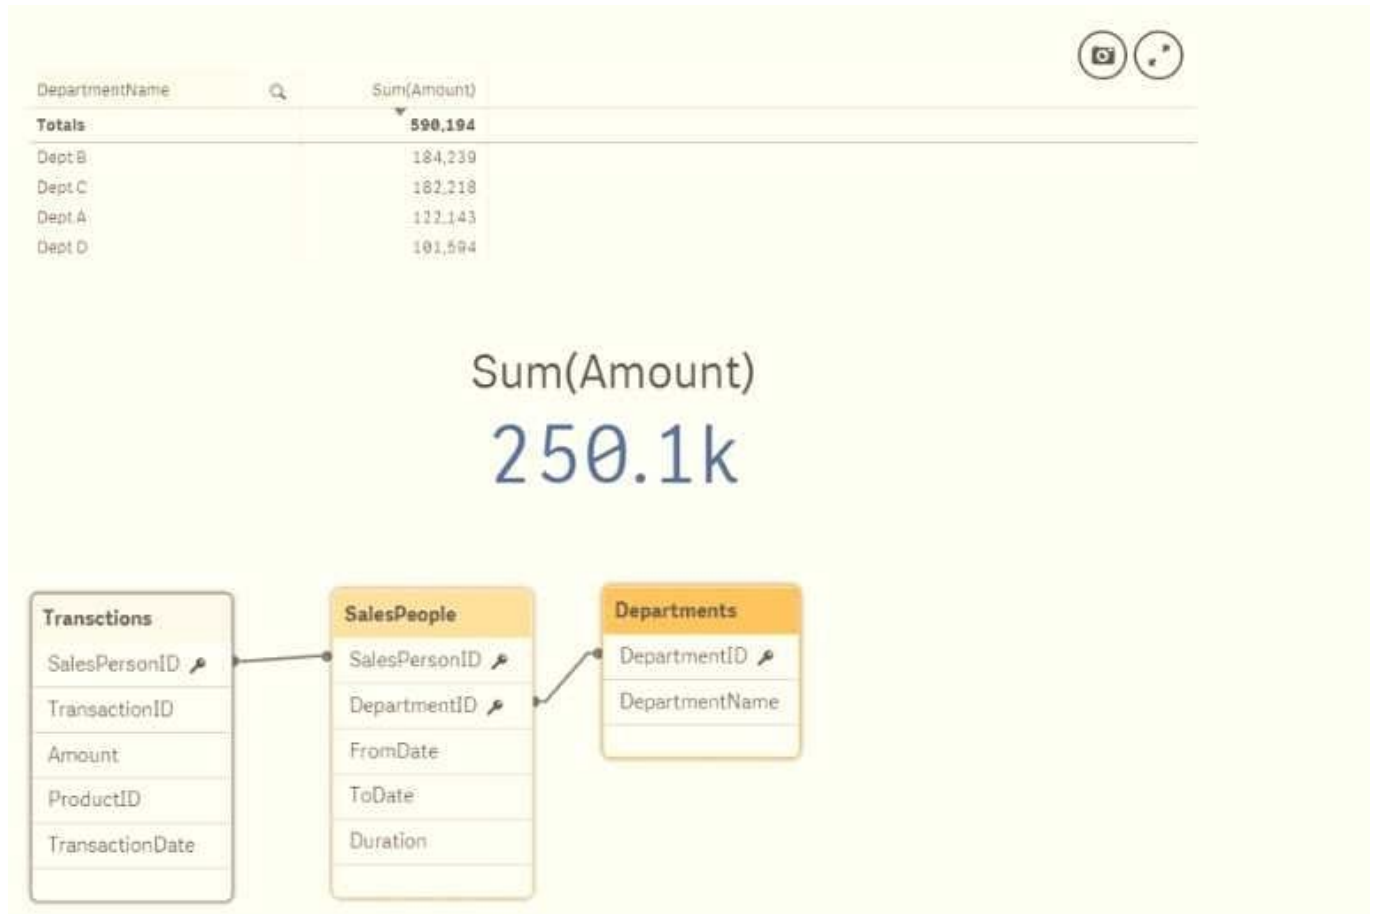 DepartmentName Sum(Amount)
Totals 590,194
Dept B 184,239
Dept C 182,218
Dept A 122,143
Dept D 101,594
Sum(Amount)
250.1k
Transctions
SalesPersonID
TransactionID
Amount
ProductID
TransactionDate
SalesPeople
SalesPersonID
DepartmentID
FromDate
ToDate
Duration
Departments
DepartmentID
DepartmentName